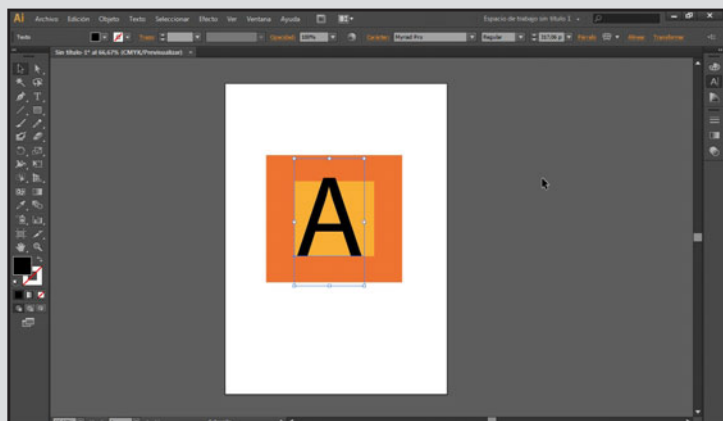 Ai Archivo Edición Objeto Texto Seleccionar Efecto Ver Ventana Ayuda Espacio de trabajo sin título 1
Texto Trazo Opacidad 100% Carácter: Myriad Pro Regular Párrafo Alinear Transformar
Sin título-1* al 66,67% (CMYK/Previsualizar) ×
A